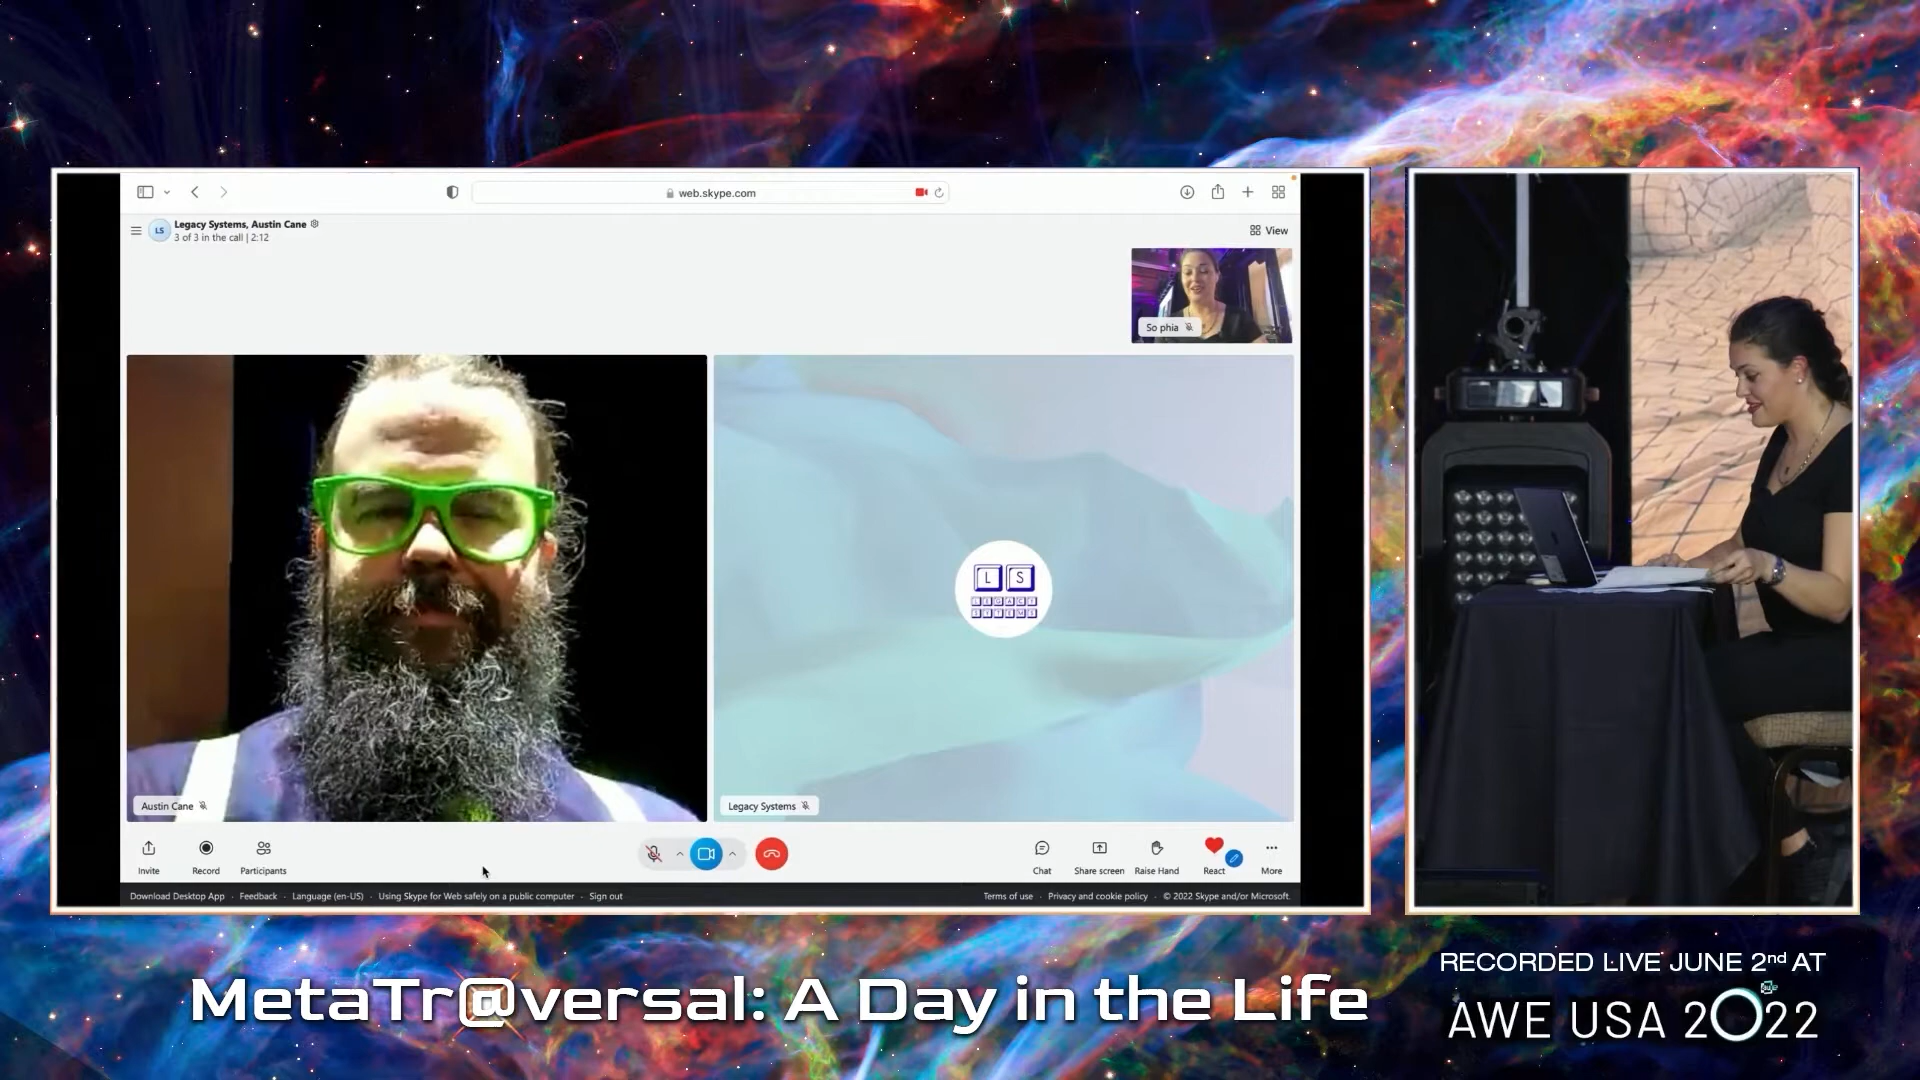 web.skype.com
LS
Legacy Systems, Austin Cane
3 of 3 in the call | 2:12
View
So phia
L S
LEGACY
SYSTEMS
Austin Cane
Legacy Systems
Invite
Record
Participants
Chat
Share screen
Raise Hand
React
More
Download Desktop App · Feedback · Language (en-US) · Using Skype for Web safely on a public computer · Sign out
Terms of use · Privacy and cookie policy · © 2022 Skype and/or Microsoft.
MetaTr@versal: A Day in the Life
RECORDED LIVE JUNE 2nd AT
AWE USA 2022